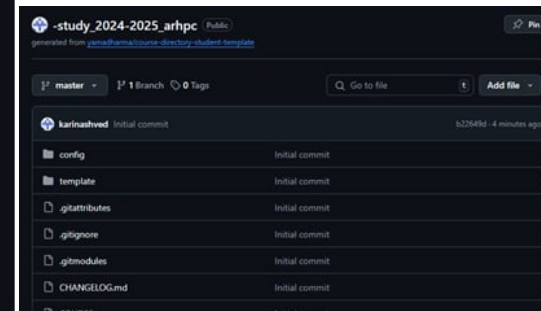 -study_2024-2025_arhpc Public
Pin
generated from yamadharma/course-directory-student-template
master 1 Branch 0 Tags Go to file t Add file
karinashved Initial commit b22649d · 4 minutes ago
config Initial commit
template Initial commit
.gitattributes Initial commit
.gitignore Initial commit
.gitmodules Initial commit
CHANGELOG.md Initial commit